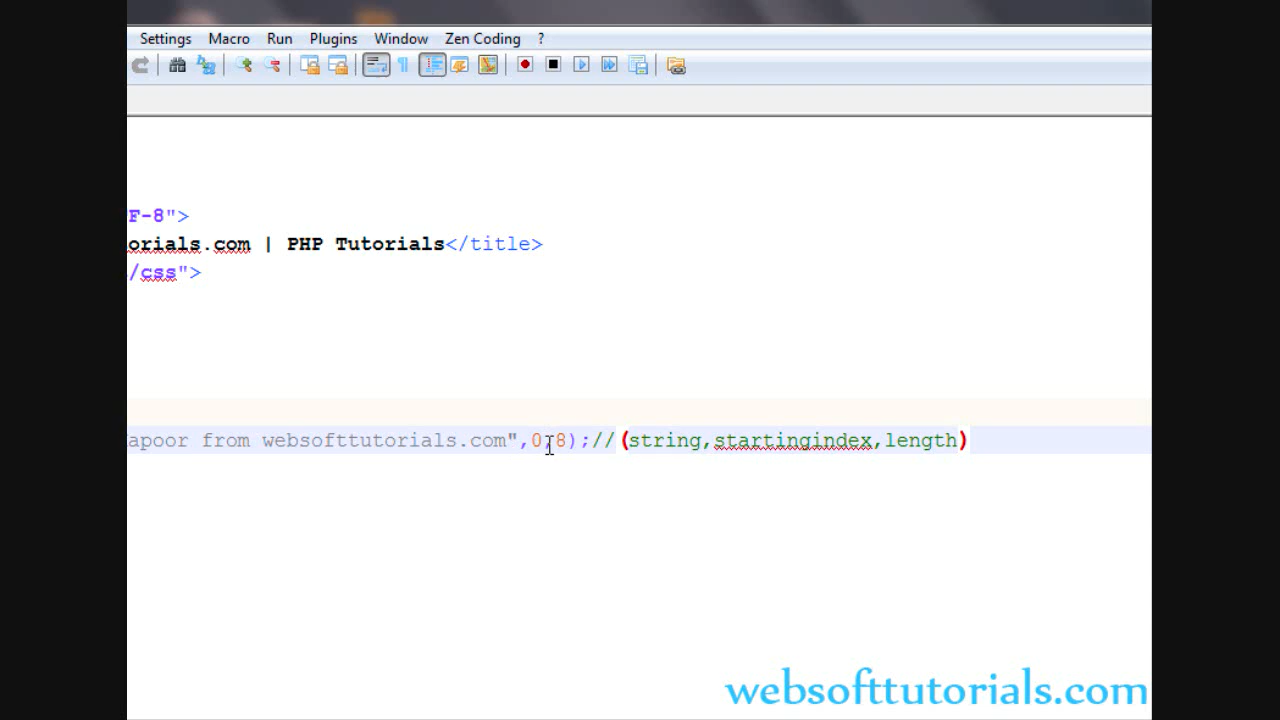 Settings Macro Run Plugins Window Zen Coding ?
F-8">
orials.com | PHP Tutorials</title>
/css">
apoor from websofttutorials.com",0,8);//(string,startingindex,length)
websofttutorials.com